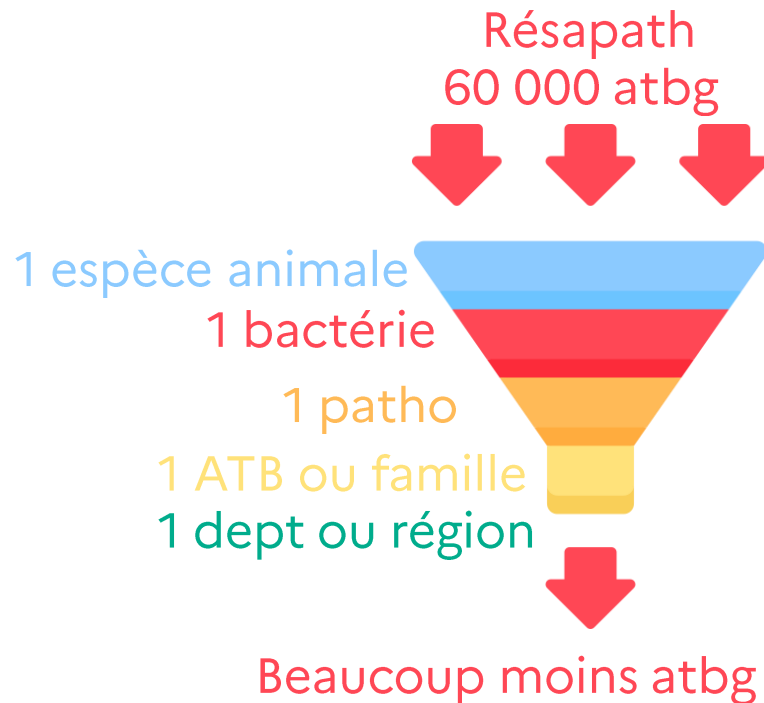 Résapath
60 000 atbg
1 espèce animale
1 bactérie
1 patho
1 ATB ou famille
1 dept ou région
Beaucoup moins atbg